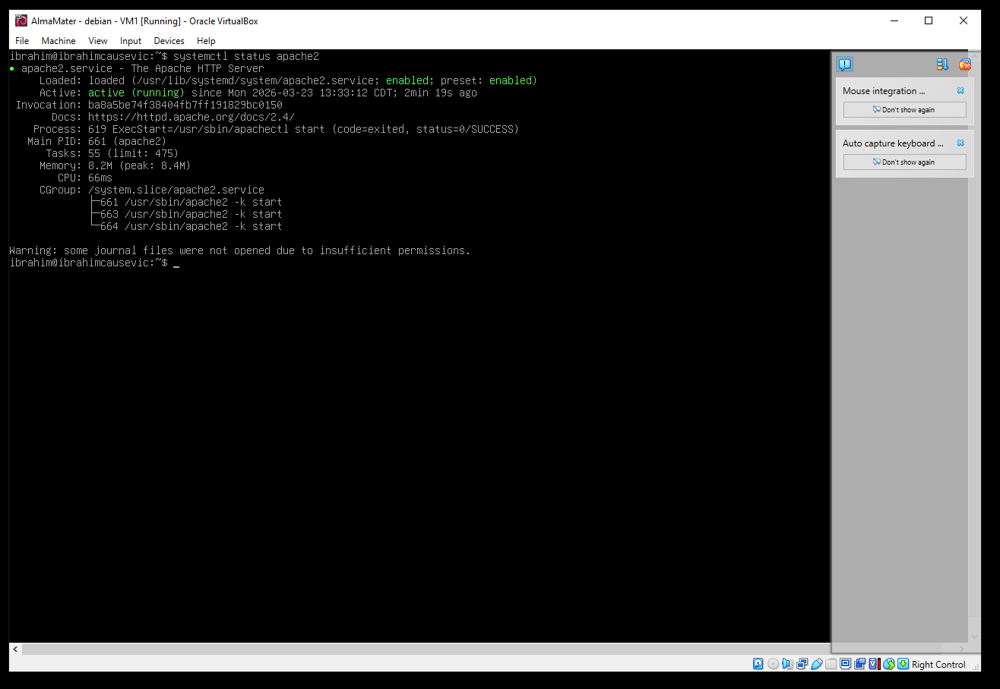 AlmaMater - debian - VM1 [Running] - Oracle VirtualBox
File Machine View Input Devices Help
ibrahim@ibrahimcausevic:~$ systemctl status apache2
● apache2.service - The Apache HTTP Server
Loaded: loaded (/usr/lib/systemd/system/apache2.service; enabled; preset: enabled)
Active: active (running) since Mon 2026-03-23 13:33:12 CDT; 2min 19s ago
Invocation: ba8a5be74f38404fb7ff191829bc0150
Docs: https://httpd.apache.org/docs/2.4/
Process: 619 ExecStart=/usr/sbin/apachectl start (code=exited, status=0/SUCCESS)
Main PID: 661 (apache2)
Tasks: 55 (limit: 475)
Memory: 8.2M (peak: 8.4M)
CPU: 66ms
CGroup: /system.slice/apache2.service
├─661 /usr/sbin/apache2 -k start
├─663 /usr/sbin/apache2 -k start
└─664 /usr/sbin/apache2 -k start
Warning: some journal files were not opened due to insufficient permissions.
ibrahim@ibrahimcausevic:~$ _
Mouse integration ...
Don't show again
Auto capture keyboard ...
Don't show again
Right Control